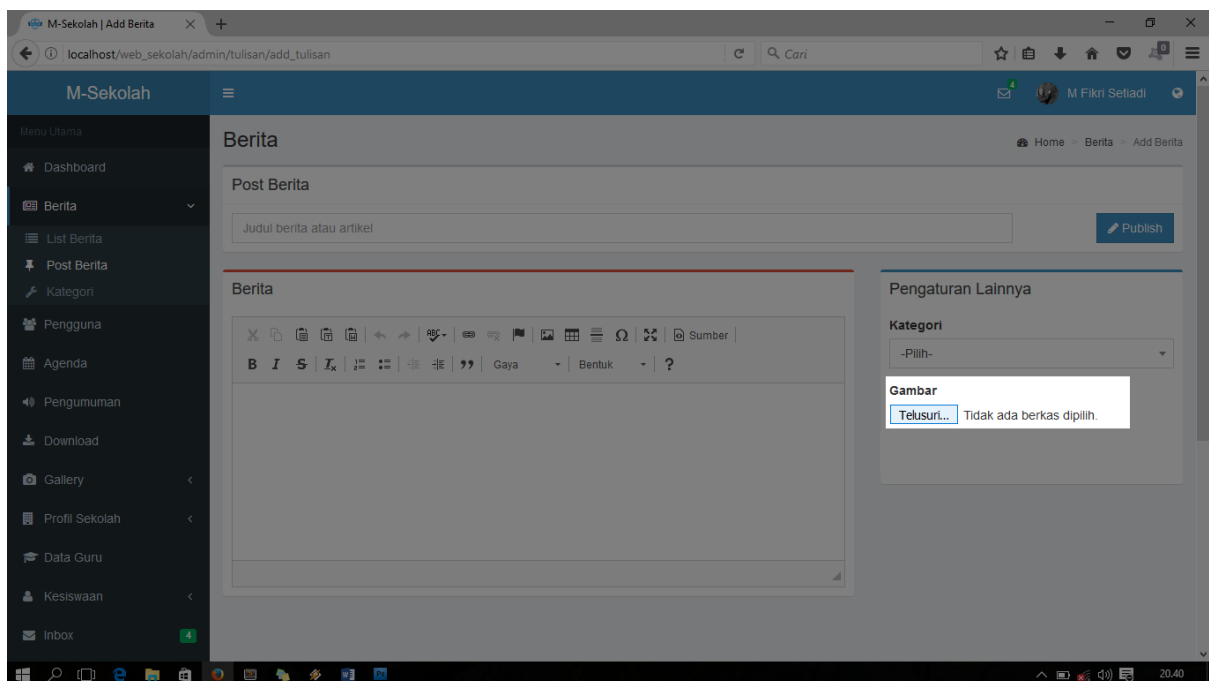 M-Sekolah | Add Berita
localhost/web_sekolah/admin/tulisan/add_tulisan
Cari
0
M-Sekolah
4
M Fikri Setiadi
Menu Utama
Berita
Home > Berita > Add Berita
Dashboard
Berita
List Berita
Post Berita
Kategori
Pengguna
Agenda
Pengumuman
Download
Gallery
Profil Sekolah
Data Guru
Kesiswaan
Inbox 4
Post Berita
Judul berita atau artikel
Publish
Berita
Sumber
B I S Ix Gaya Bentuk ?
Pengaturan Lainnya
Kategori
-Pilih-
Gambar
Telusuri... Tidak ada berkas dipilih.
20.40